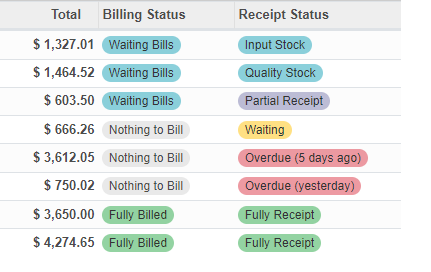 Total Billing Status Receipt Status
$ 1,327.01 Waiting Bills Input Stock
$ 1,464.52 Waiting Bills Quality Stock
$ 603.50 Waiting Bills Partial Receipt
$ 666.26 Nothing to Bill Waiting
$ 3,612.05 Nothing to Bill Overdue (5 days ago)
$ 750.02 Nothing to Bill Overdue (yesterday)
$ 3,650.00 Fully Billed Fully Receipt
$ 4,274.65 Fully Billed Fully Receipt